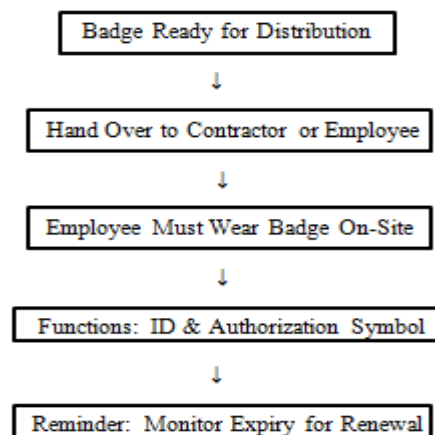 Badge Ready for Distribution
↓
Hand Over to Contractor or Employee
↓
Employee Must Wear Badge On-Site
↓
Functions: ID & Authorization Symbol
↓
Reminder: Monitor Expiry for Renewal